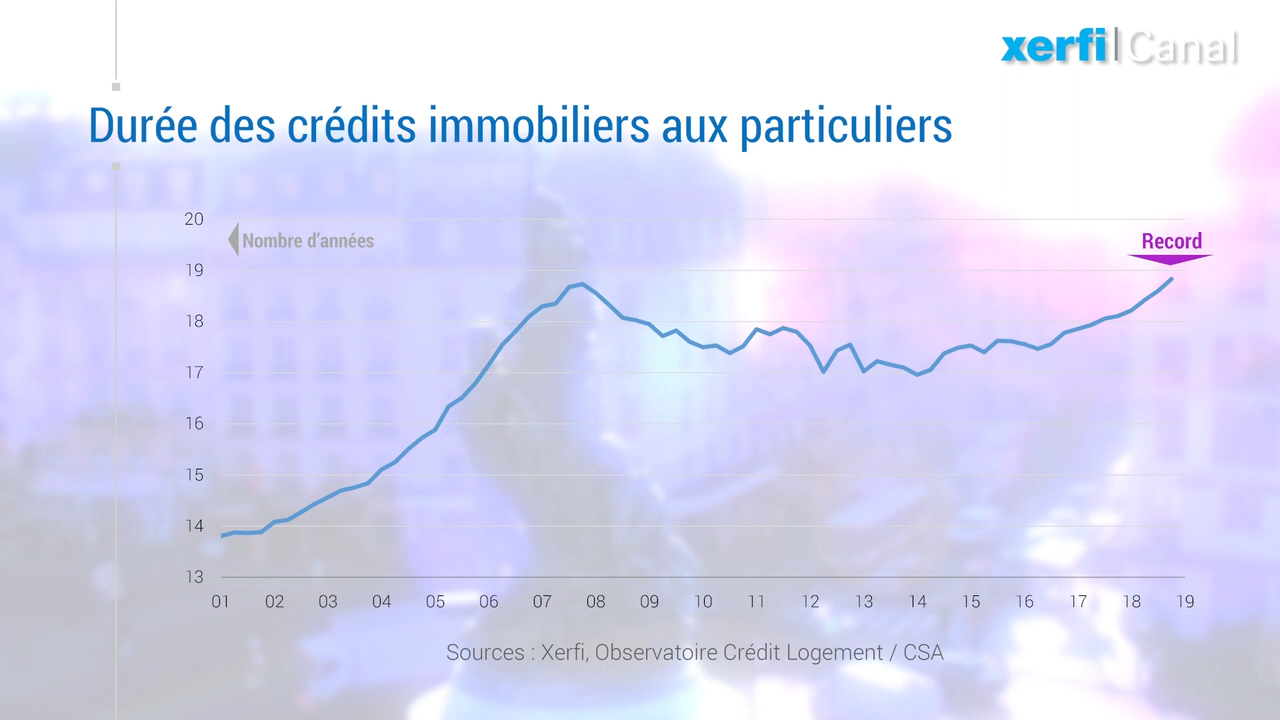 xerfi Canal
Durée des crédits immobiliers aux particuliers
20
Nombre d'années
Record
19
18
17
16
15
14
13
01 02 03 04 05 06 07 08 09 10 11 12 13 14 15 16 17 18 19
Sources : Xerfi, Observatoire Crédit Logement / CSA